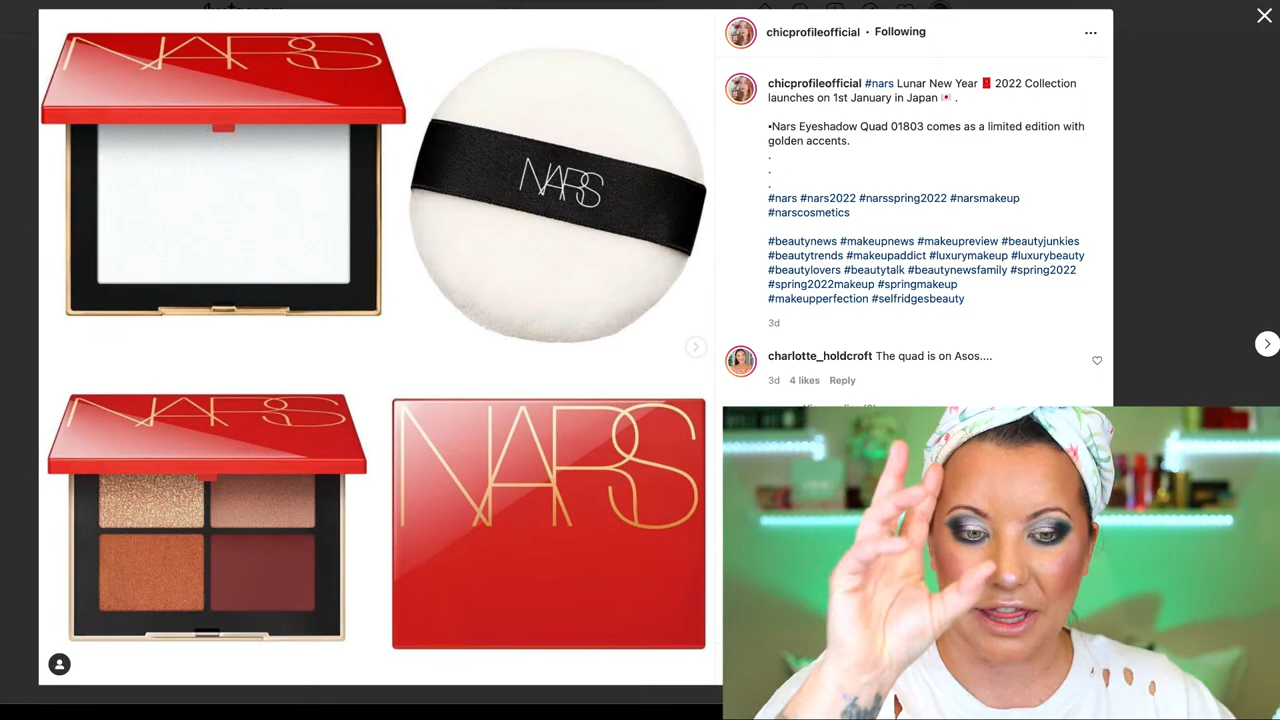 NARS
NARS
NARS
NARS
chicprofileofficial • Following
chicprofileofficial #nars Lunar New Year 🧧 2022 Collection
launches on 1st January in Japan 🇯🇵 .
•Nars Eyeshadow Quad 01803 comes as a limited edition with
golden accents.
.
.
.
#nars #nars2022 #narsspring2022 #narsmakeup
#narscosmetics
#beautynews #makeupnews #makeupreview #beautyjunkies
#beautytrends #makeupaddict #luxurymakeup #luxurybeauty
#beautylovers #beautytalk #beautynewsfamily #spring2022
#spring2022makeup #springmakeup
#makeupperfection #selfridgesbeauty
3d
charlotte_holdcroft The quad is on Asos....
3d 4 likes Reply